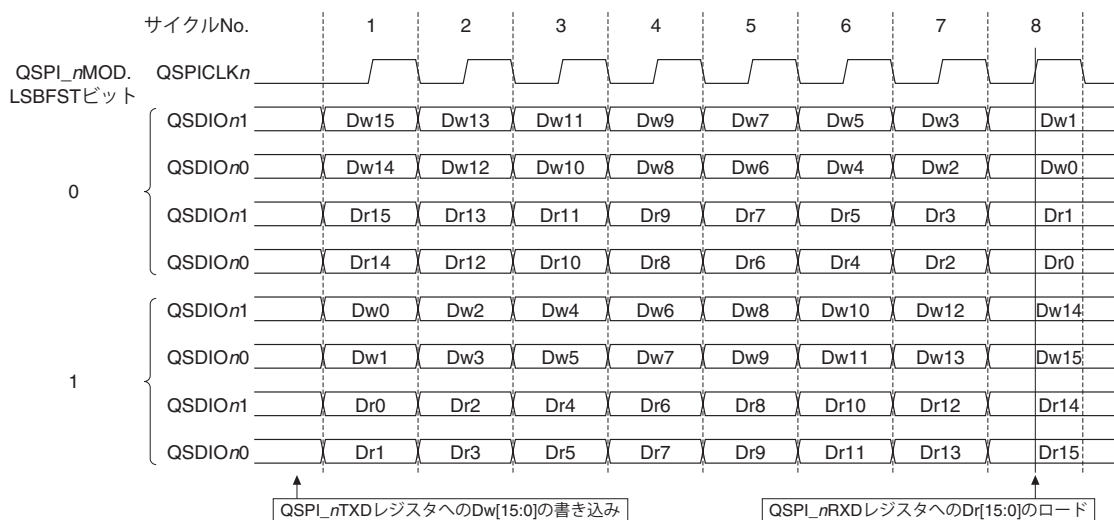 サイクルNo. 1 2 3 4 5 6 7 8
QSPI_nMOD. LSBFSTビット
QSPICLKn
0
QSDIOn1 Dw15 Dw13 Dw11 Dw9 Dw7 Dw5 Dw3 Dw1
QSDIOn0 Dw14 Dw12 Dw10 Dw8 Dw6 Dw4 Dw2 Dw0
QSDIOn1 Dr15 Dr13 Dr11 Dr9 Dr7 Dr5 Dr3 Dr1
QSDIOn0 Dr14 Dr12 Dr10 Dr8 Dr6 Dr4 Dr2 Dr0
1
QSDIOn1 Dw0 Dw2 Dw4 Dw6 Dw8 Dw10 Dw12 Dw14
QSDIOn0 Dw1 Dw3 Dw5 Dw7 Dw9 Dw11 Dw13 Dw15
QSDIOn1 Dr0 Dr2 Dr4 Dr6 Dr8 Dr10 Dr12 Dr14
QSDIOn0 Dr1 Dr3 Dr5 Dr7 Dr9 Dr11 Dr13 Dr15
QSPI_nTXDレジスタへのDw[15:0]の書き込み
QSPI_nRXDレジスタへのDr[15:0]のロード